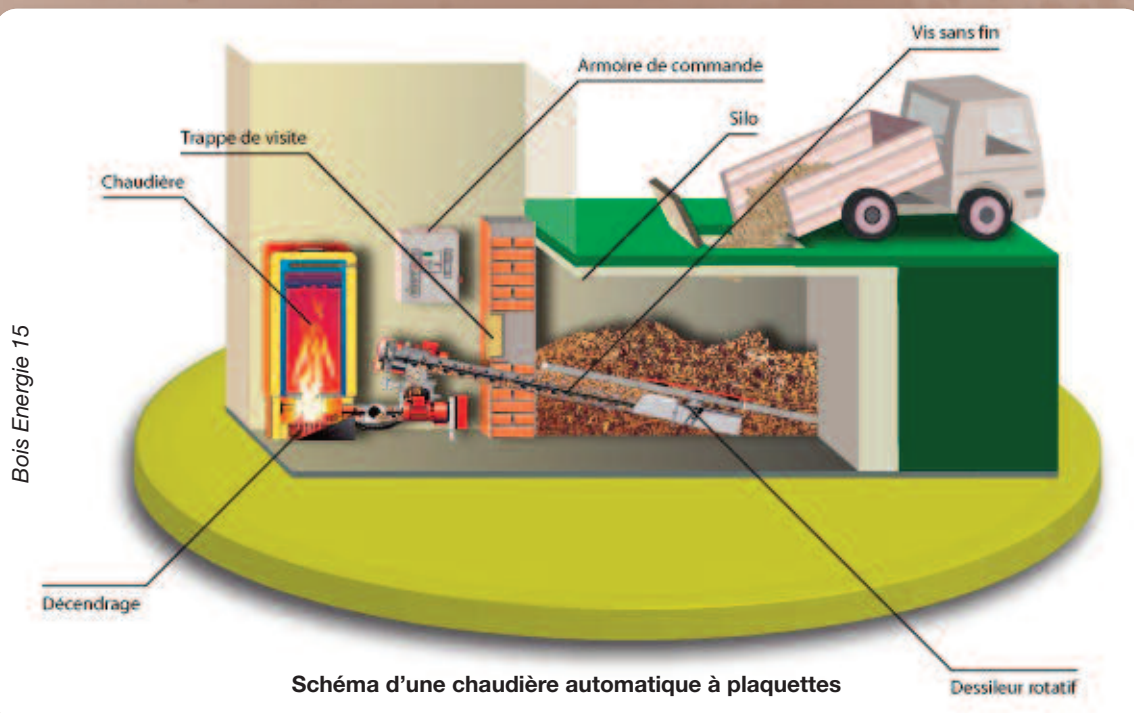 Vis sans fin
Armoire de commande
Silo
Trappe de visite
Chaudière
Bois Energie 15
Décendrage
Schéma d'une chaudière automatique à plaquettes
Dessileur rotatif